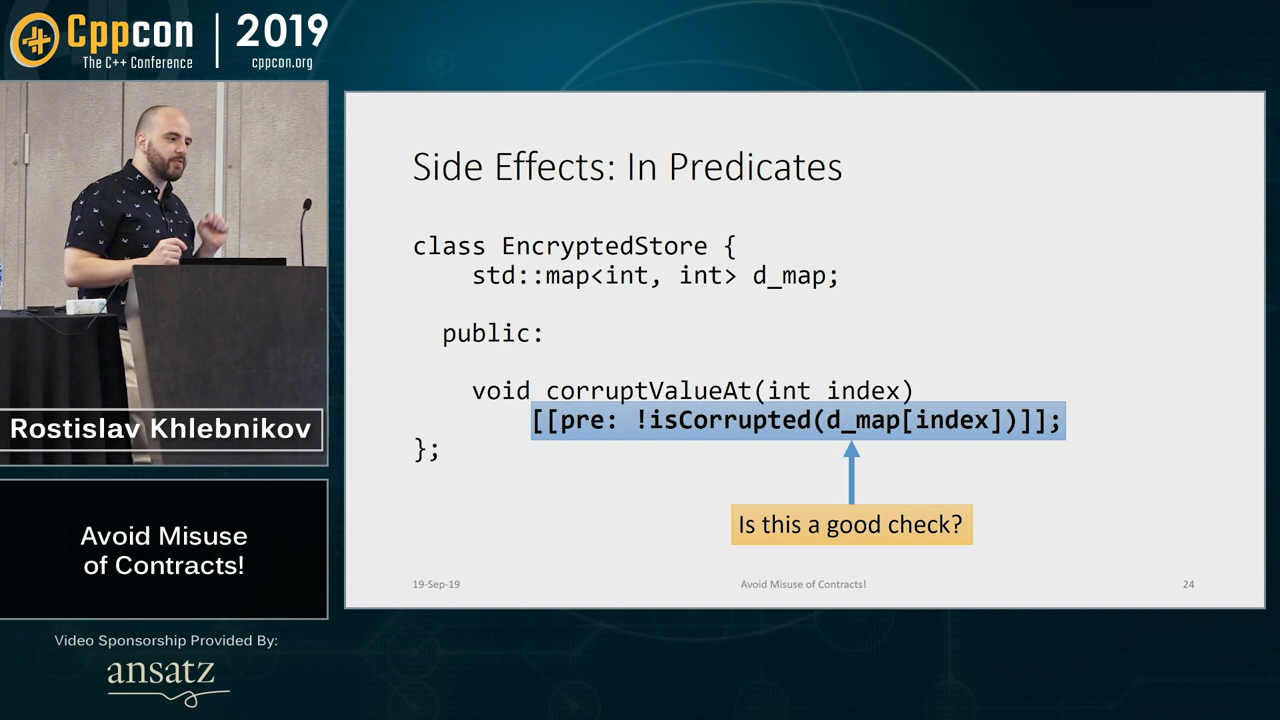 Cppcon | 2019
The C++ Conference cppcon.org
Rostislav Khlebnikov
Avoid Misuse
of Contracts!
Video Sponsorship Provided By:
ansatz
Side Effects: In Predicates
class EncryptedStore {
std::map<int, int> d_map;
public:
void corruptValueAt(int index)
[[pre: !isCorrupted(d_map[index])]];
};
Is this a good check?
19-Sep-19 Avoid Misuse of Contracts! 24